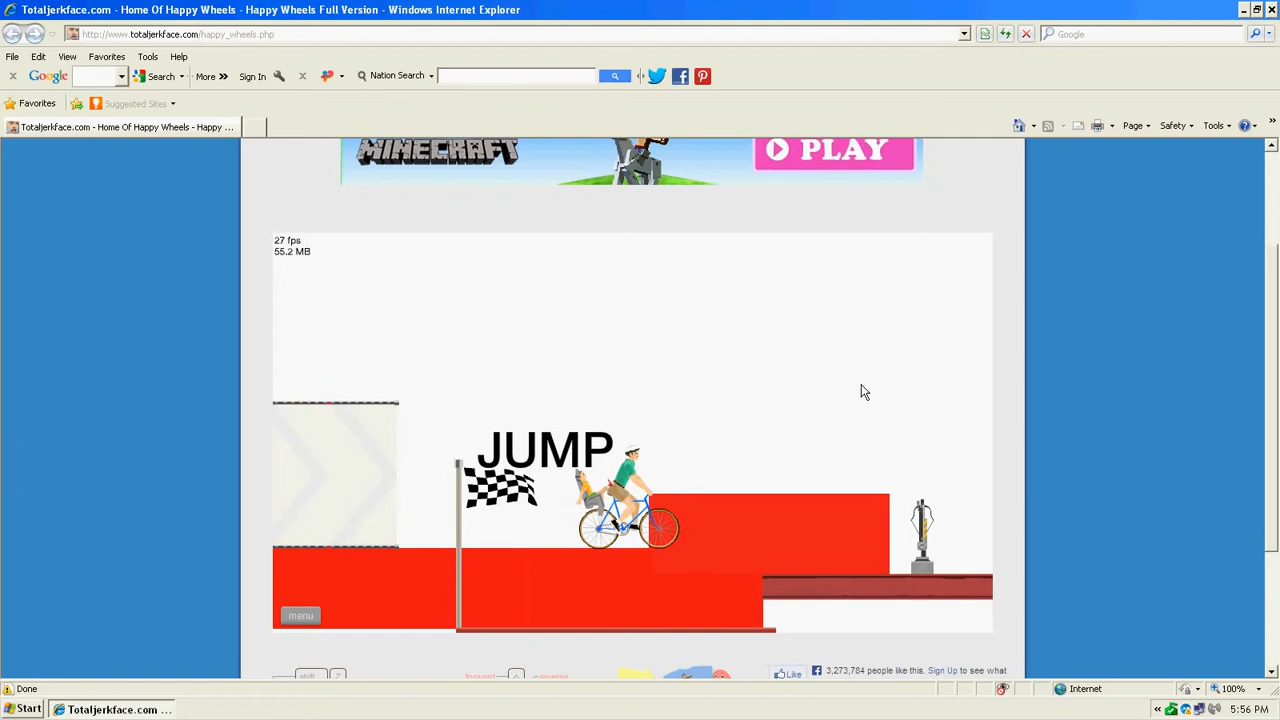 Totaljerkface.com - Home Of Happy Wheels - Happy Wheels Full Version - Windows Internet Explorer
http://www.totaljerkface.com/happy_wheels.php
Google
File Edit View Favorites Tools Help
Google Search More Sign In Nation Search
Favorites Suggested Sites
Totaljerkface.com - Home Of Happy Wheels - Happy ...
Page Safety Tools
MINECRAFT
PLAY
27 fps
55.2 MB
JUMP
menu
shift Z forward reverse
Like 3,273,784 people like this. Sign Up to see what
Done
Internet
100%
Start
Totaljerkface.com ...
5:56 PM